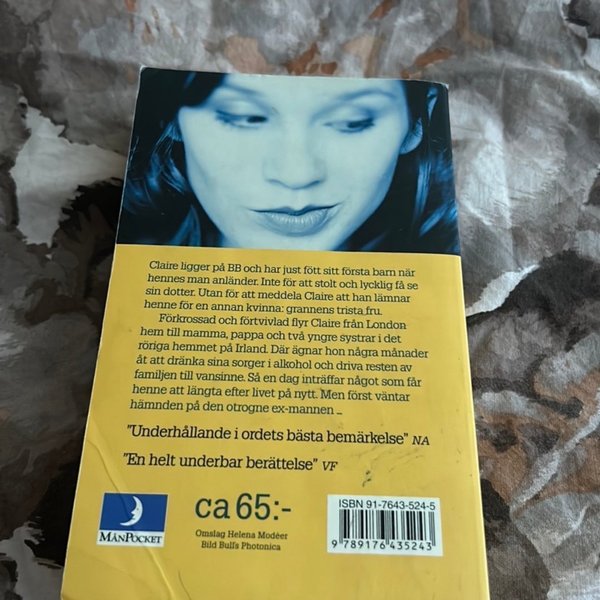 Claire ligger på BB och har just fött sitt första barn när
hennes man anländer. Inte för att stolt och lycklig få se
sin dotter. Utan för att meddela Claire att han lämnar
henne för en annan kvinna: grannens trista fru.
Förkrossad och förtvivlad flyr Claire från London
hem till mamma, pappa och två yngre systrar i det
röriga hemmet på Irland. Där ägnar hon några månader
åt att dränka sina sorger i alkohol och driva resten av
familjen till vansinne. Så en dag inträffar något som får
henne att längta efter livet på nytt. Men först väntar
hämnden på den otrogne ex-mannen ...
"Underhållande i ordets bästa bemärkelse" NA
"En helt underbar berättelse" VF
MÅNPOCKET
ca 65:-
Omslag Helena Modéer
Bild Bulls Photonica
ISBN 91-7643-524-5
9 789176 435243